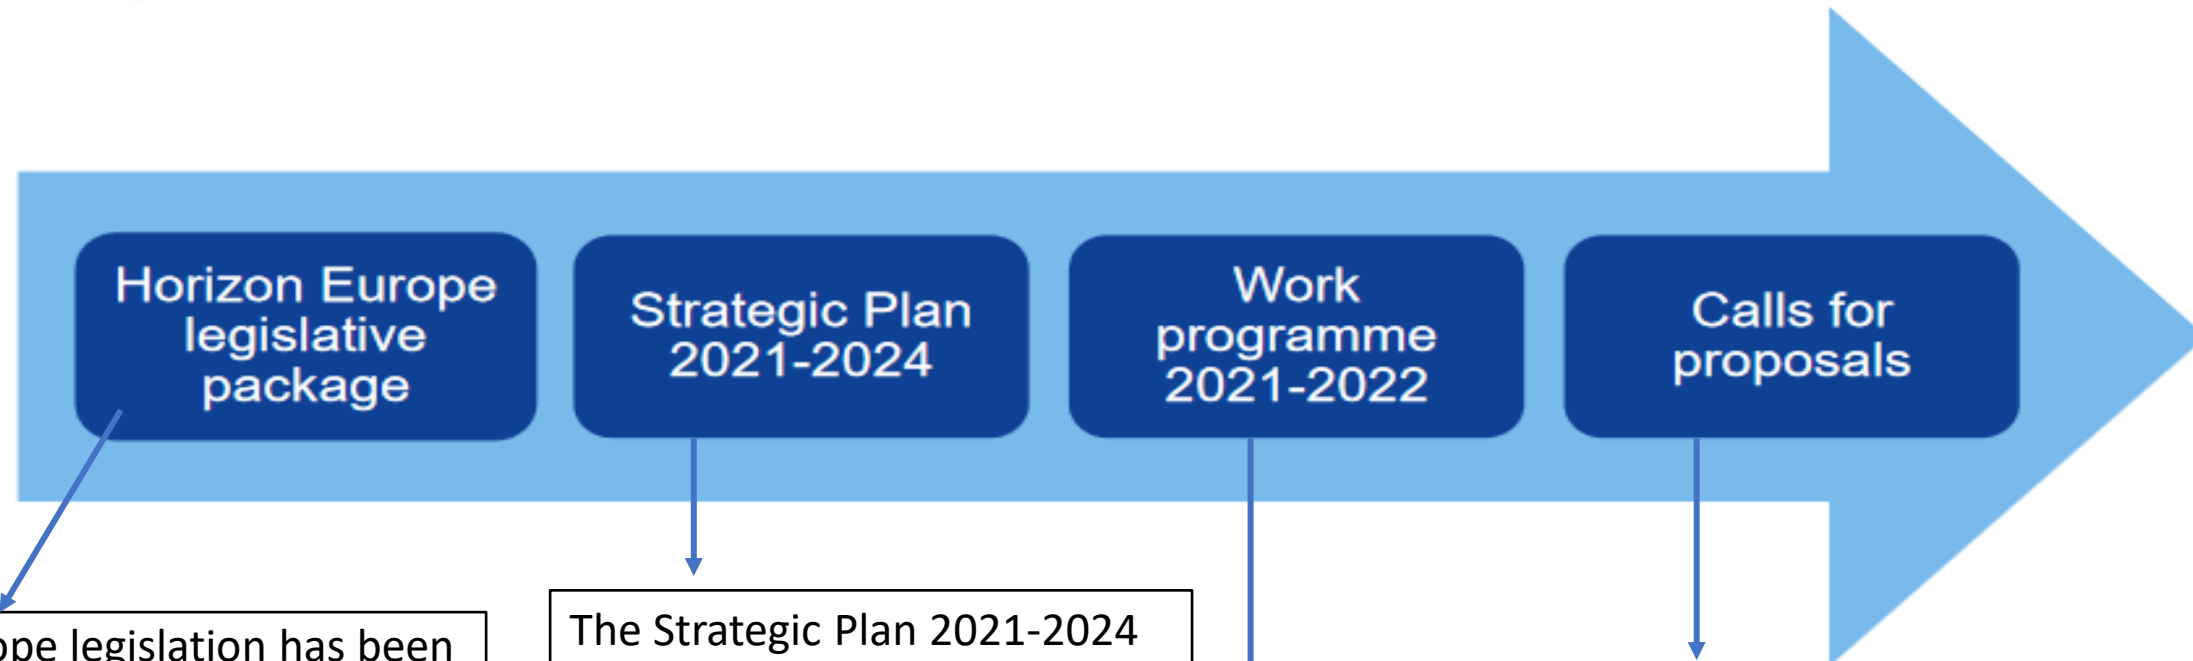 Horizon Europe
legislative
package
Strategic Plan
2021-2024
Work
programme
2021-2022
Calls for
proposals
legislation has been
The Strategic Plan 2021-2024